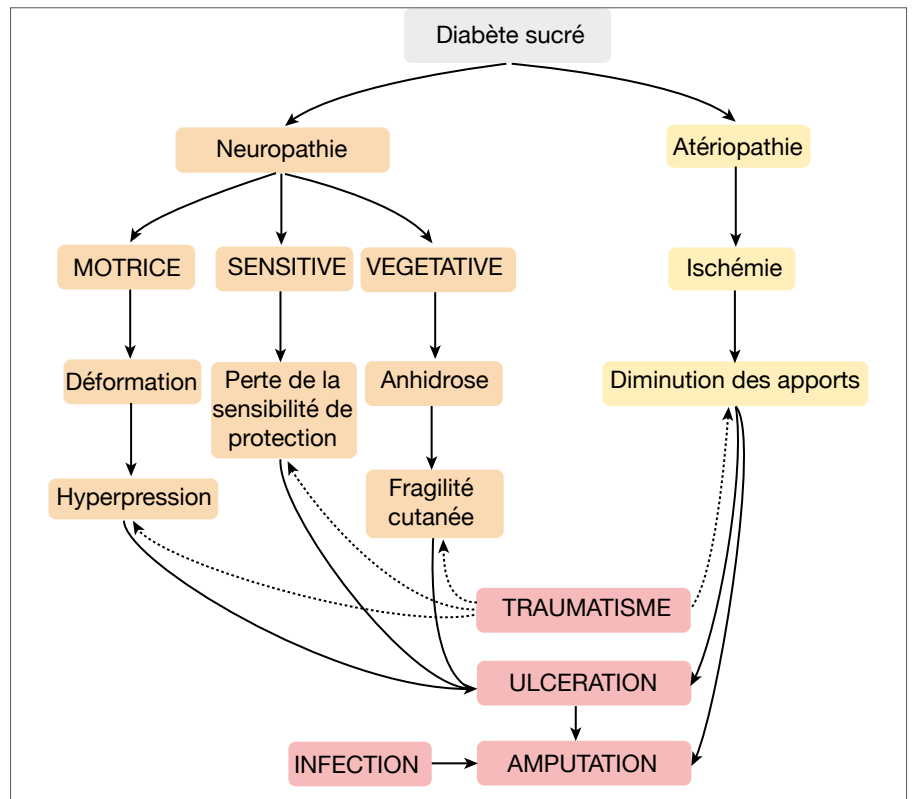 Diabète sucré
Neuropathie
Atériopathie
MOTRICE
SENSITIVE
VEGETATIVE
Ischémie
Déformation
Perte de la
sensibilité de
protection
Anhidrose
Diminution des apports
Hyperpression
Fragilité
cutanée
TRAUMATISME
ULCERATION
INFECTION
AMPUTATION